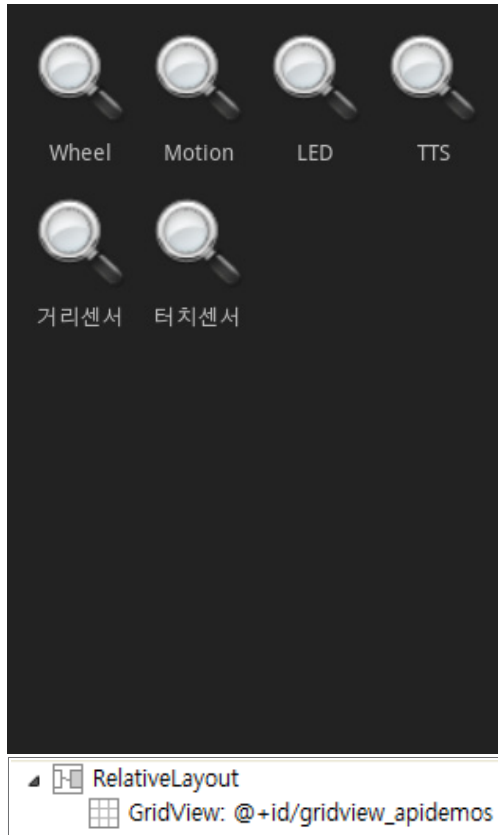 Wheel Motion LED TTS
거리센서 터치센서
RelativeLayout
GridView: @+id/gridview_apidemos